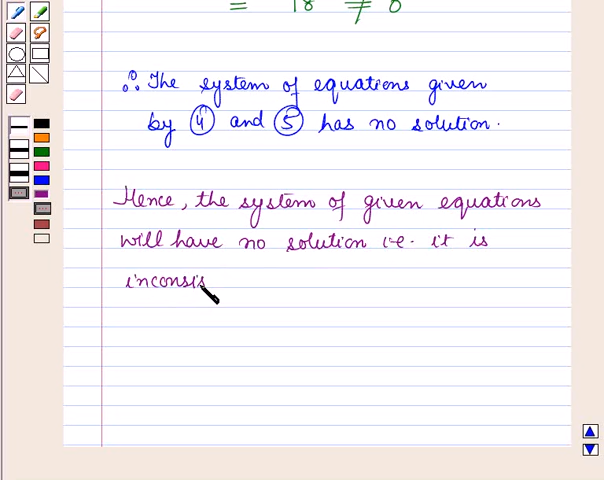 = 18 ≠ 0
∴ The system of equations given
by ④ and ⑤ has no solution.
Hence, the system of given equations
will have no solution i.e. it is
inconsis